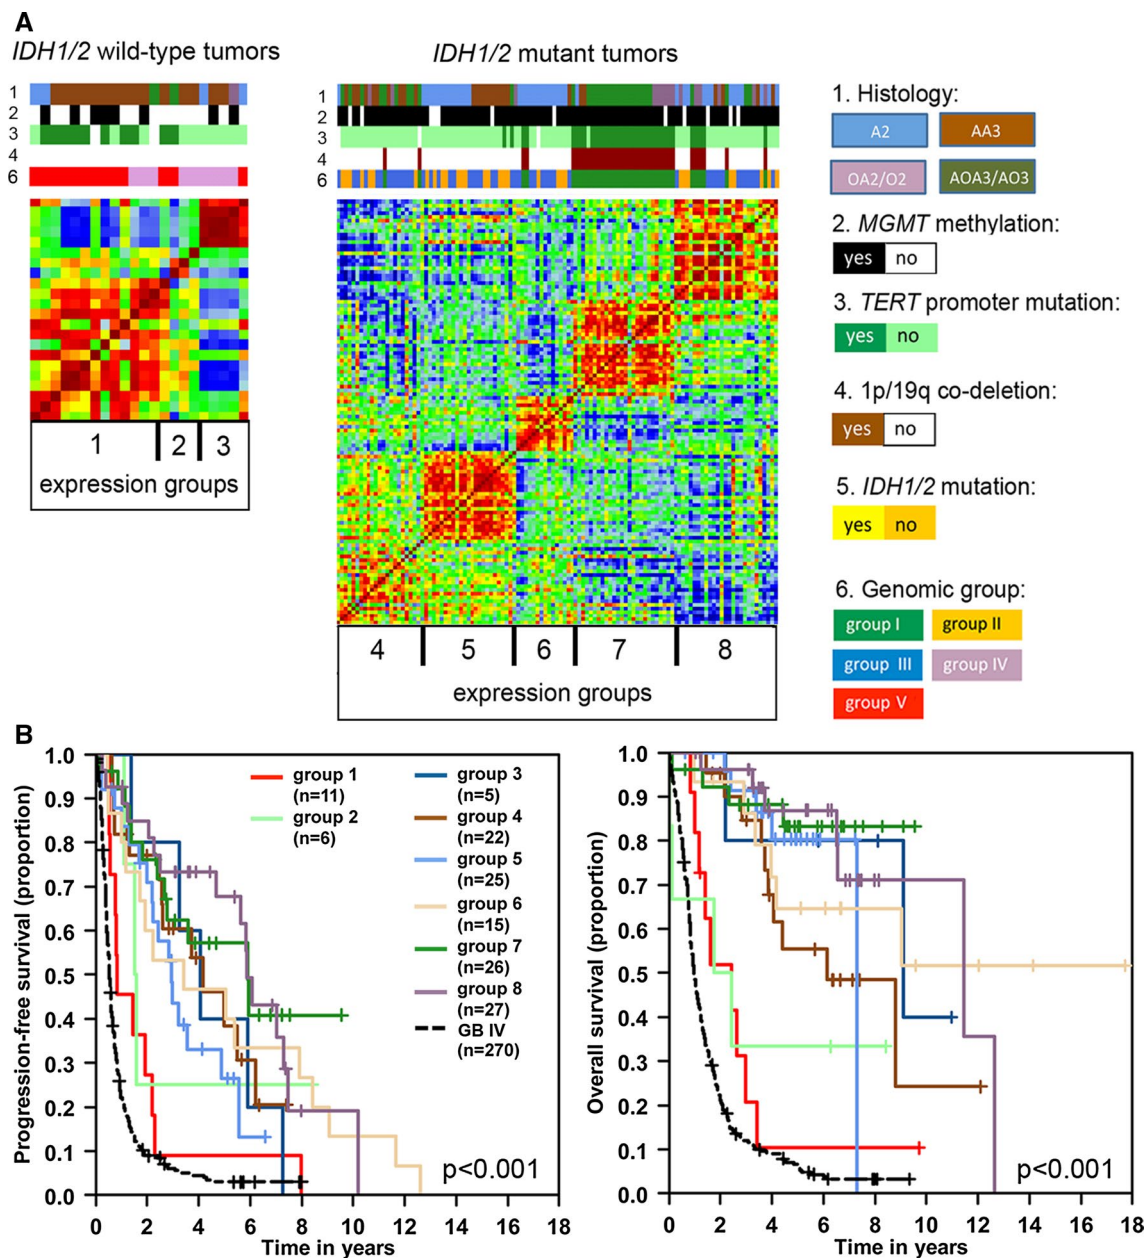 A
IDH1/2 wild-type tumors
IDH1/2 mutant tumors
1
2
3
4
6
1
2
3
4
6
1 2 3
expression groups
4 5 6 7 8
expression groups
1. Histology:
A2 AA3
OA2/O2 AOA3/AO3
2. MGMT methylation:
yes no
3. TERT promoter mutation:
yes no
4. 1p/19q co-deletion:
yes no
5. IDH1/2 mutation:
yes no
6. Genomic group:
group I group II
group III group IV
group V
B
Progression-free survival (proportion)
1.0
0.9
0.8
0.7
0.6
0.5
0.4
0.3
0.2
0.1
0.0
group 1
(n=11)
group 2
(n=6)
group 3
(n=5)
group 4
(n=22)
group 5
(n=25)
group 6
(n=15)
group 7
(n=26)
group 8
(n=27)
GB IV
(n=270)
p<0.001
0 2 4 6 8 10 12 14 16 18
Time in years
Overall survival (proportion)
1.0
0.9
0.8
0.7
0.6
0.5
0.4
0.3
0.2
0.1
0.0
p<0.001
0 2 4 6 8 10 12 14 16 18
Time in years